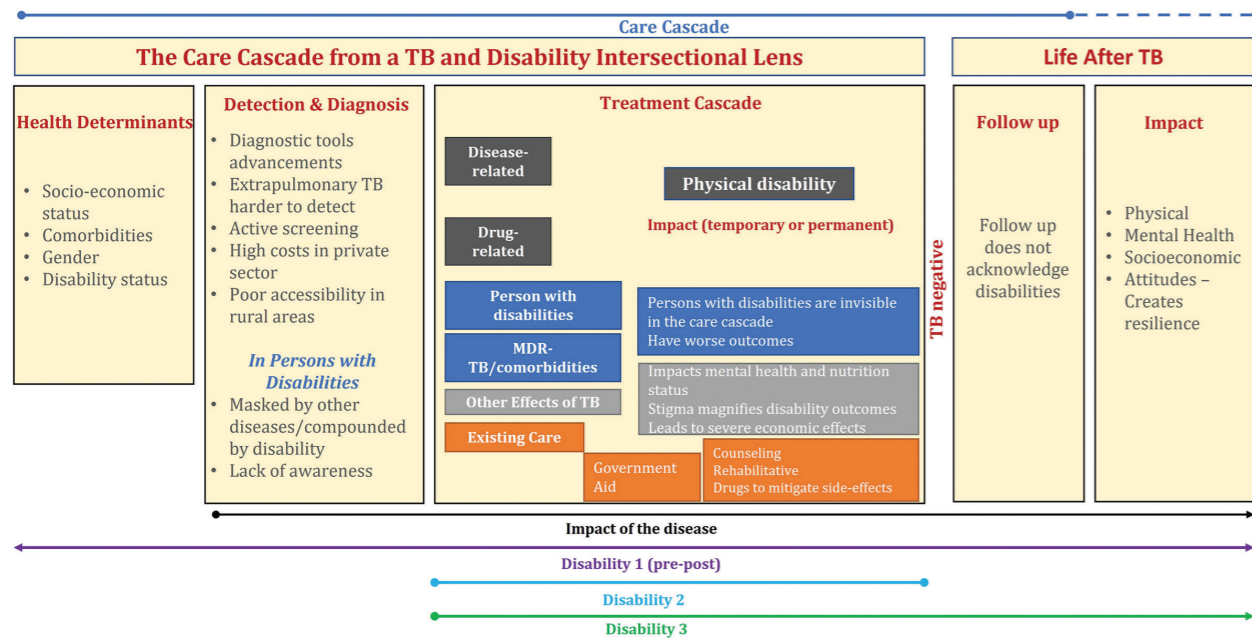 Care Cascade
The Care Cascade from a TB and Disability Intersectional Lens
Life After TB
Health Determinants
• Socio-economic
status
• Comorbidities
• Gender
• Disability status
Detection & Diagnosis
• Diagnostic tools
advancements
• Extrapulmonary TB
harder to detect
• Active screening
• High costs in private
sector
• Poor accessibility in
rural areas
In Persons with
Disabilities
• Masked by other
diseases/compounded
by disability
• Lack of awareness
Treatment Cascade
Disease-
related
Physical disability
Impact (temporary or permanent)
Drug-
related
Person with
disabilities
Persons with disabilities are invisible
in the care cascade
Have worse outcomes
MDR-
TB/comorbidities
Other Effects of TB
Impacts mental health and nutrition
status
Stigma magnifies disability outcomes
Leads to severe economic effects
Existing Care
Government
Aid
Counseling
Rehabilitative
Drugs to mitigate side-effects
TB negative
Follow up
Follow up
does not
acknowledge
disabilities
Impact
• Physical
• Mental Health
• Socioeconomic
• Attitudes –
Creates
resilience
Impact of the disease
Disability 1 (pre-post)
Disability 2
Disability 3